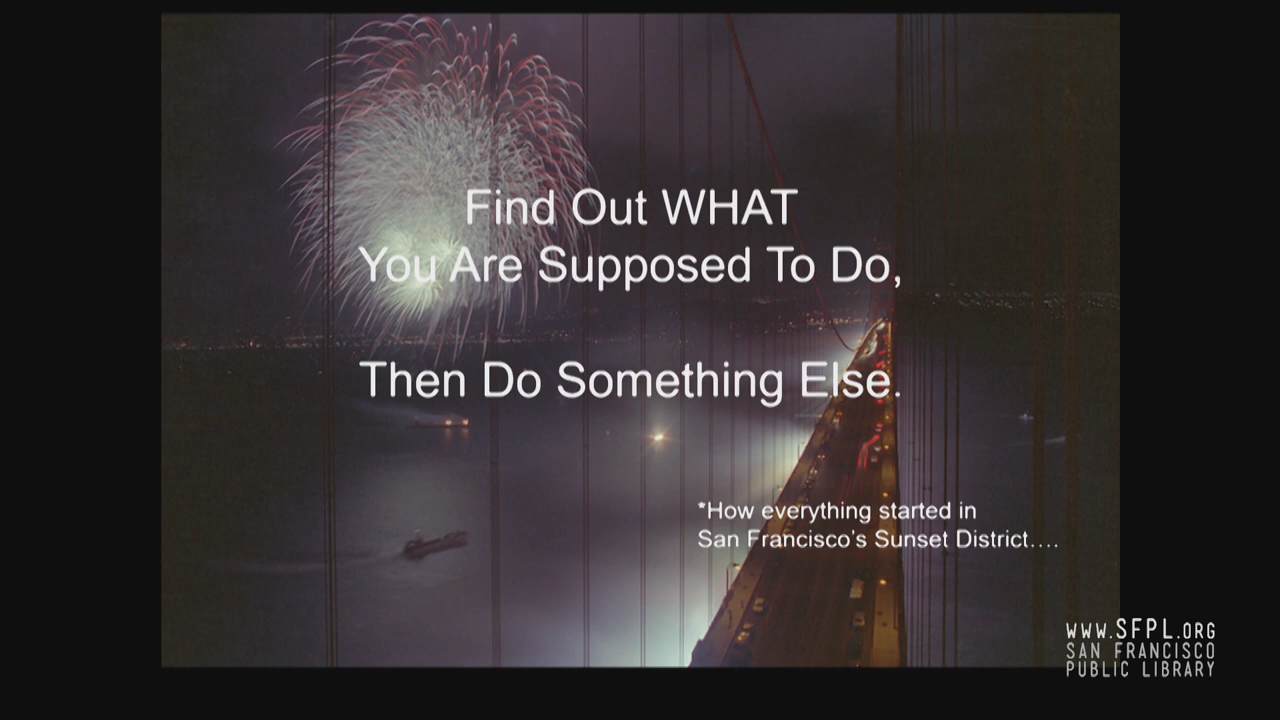 Find Out WHAT
You Are Supposed To Do,
Then Do Something Else.
*How everything started in
San Francisco's Sunset District….
www.SFPL.ORG
SAN FRANCISCO
PUBLIC LIBRARY